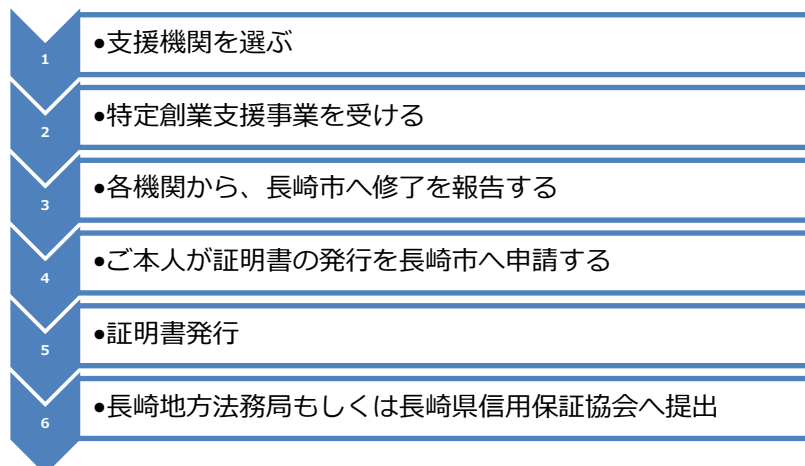 1
•支援機関を選ぶ
2
•特定創業支援事業を受ける
3
•各機関から、長崎市へ修了を報告する
4
•ご本人が証明書の発行を長崎市へ申請する
5
•証明書発行
6
•長崎地方法務局もしくは長崎県信用保証協会へ提出